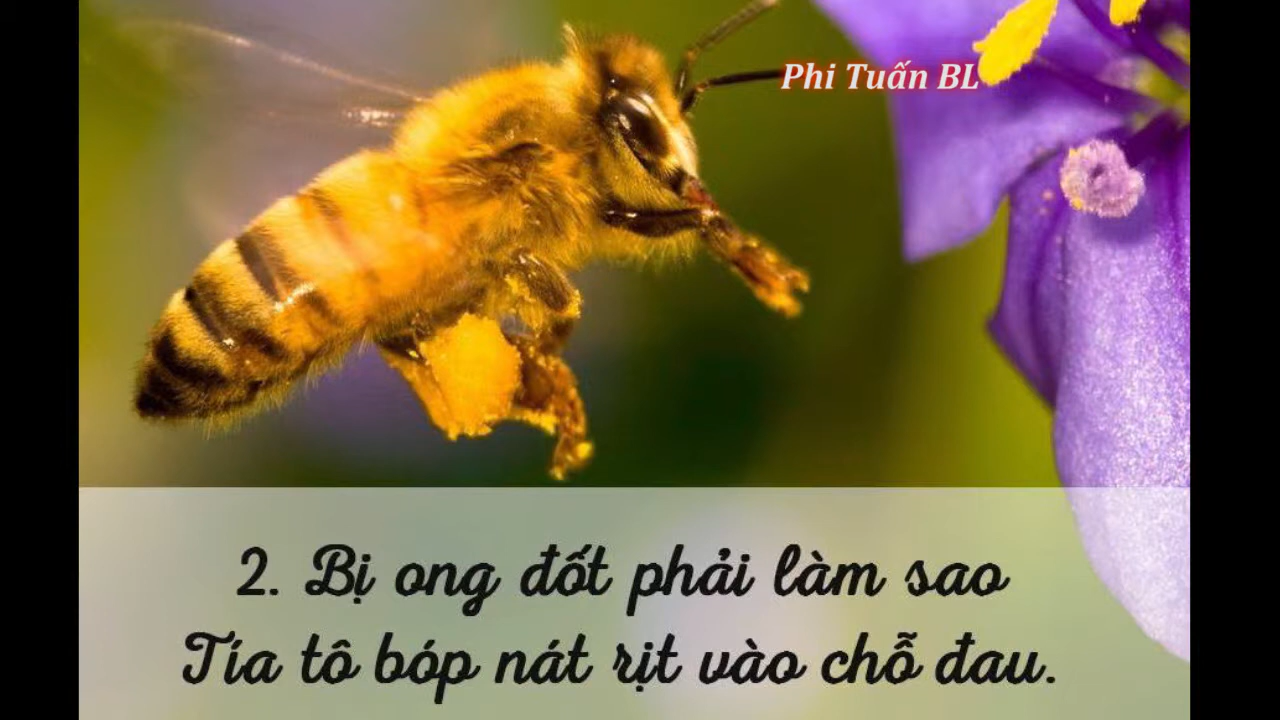 Phi Tuấn BL
2. Bị ong đốt phải làm sao
Tía tô bóp nát rịt vào chỗ đau.